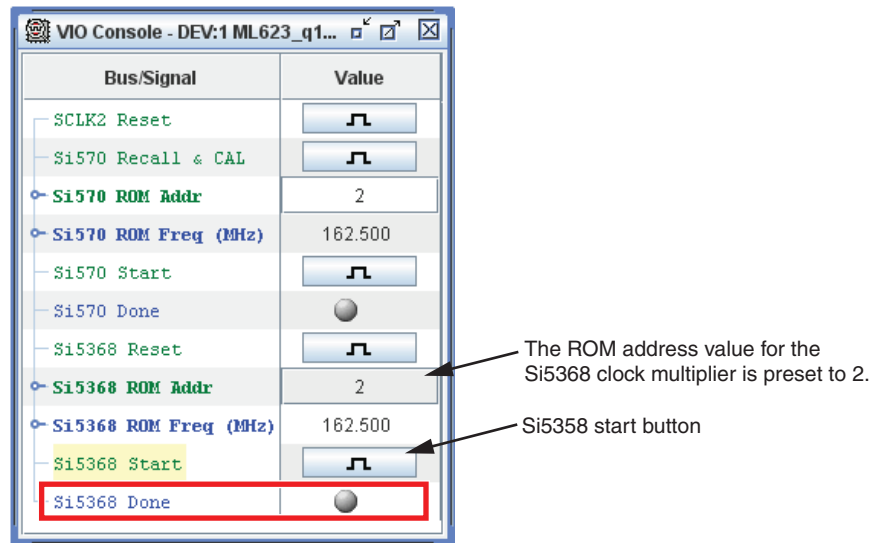 VIO Console - DEV:1 ML623_q1...
Bus/Signal Value
SCLK2 Reset
Si570 Recall & CAL
Si570 ROM Addr 2
Si570 ROM Freq (MHz) 162.500
Si570 Start
Si570 Done
Si5368 Reset
Si5368 ROM Addr 2
Si5368 ROM Freq (MHz) 162.500
Si5368 Start
Si5368 Done
The ROM address value for the
Si5368 clock multiplier is preset to 2.
Si5358 start button